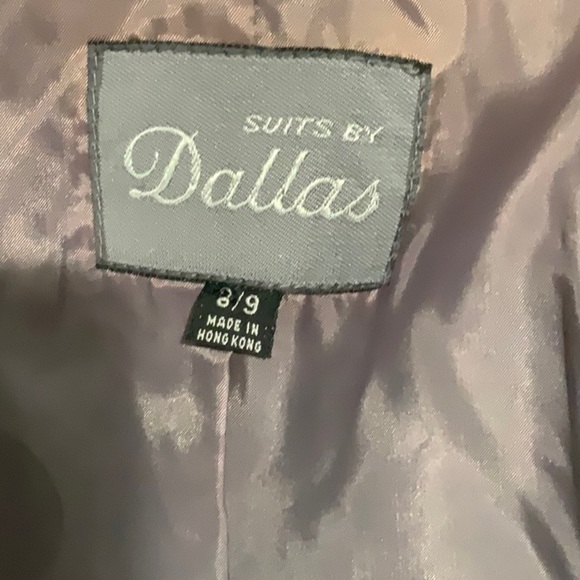 SUITS BY
Dallas
8/9
MADE IN
HONG KONG